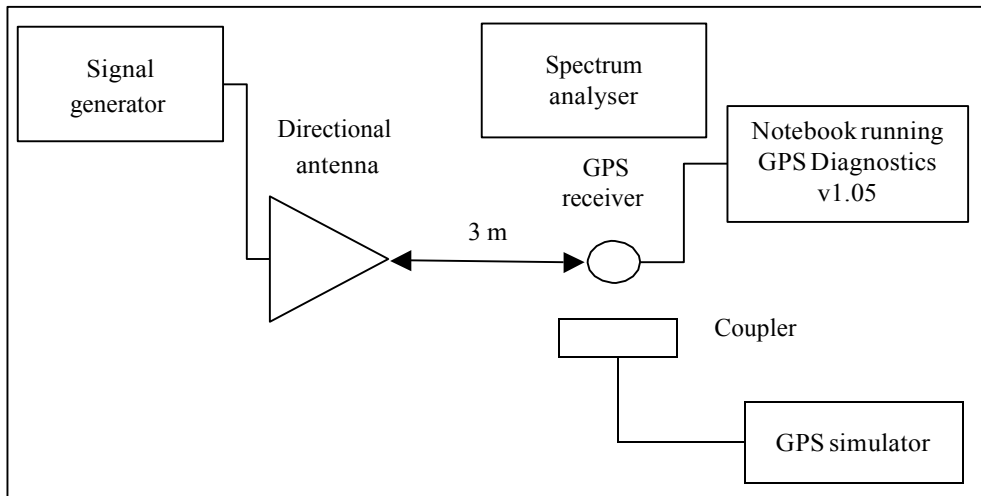 Signal
generator
Spectrum
analyser
Directional
antenna
Notebook running
GPS Diagnostics
v1.05
GPS
receiver
3 m
Coupler
GPS simulator